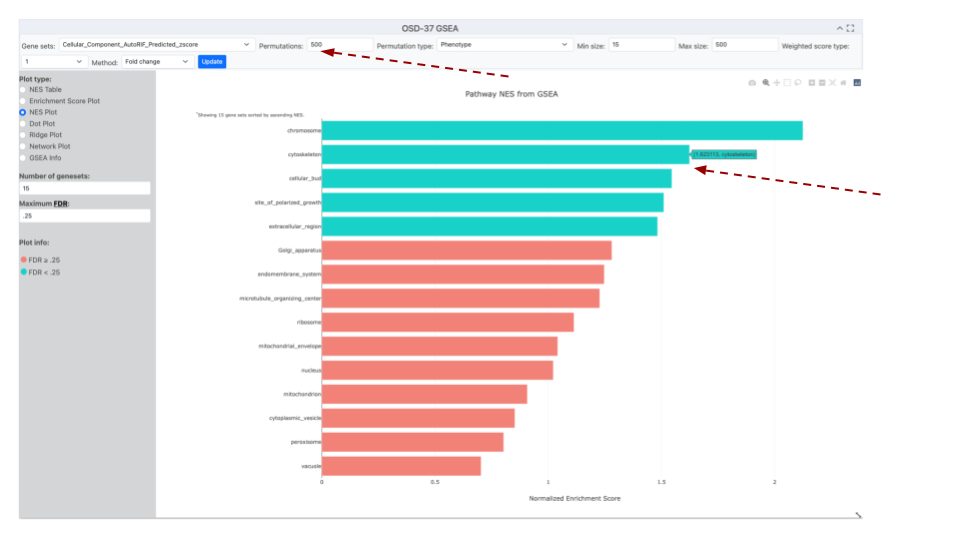 OSD-37 GSEA
Gene sets: Cellular_Component_AutoRIF_Predicted_zscore Permutations: 500 Permutation type: Phenotype Min size: 15 Max size: 500 Weighted score type:
1 Method: Fold change Update
Plot type:
NES Table
Enrichment Score Plot
NES Plot
Dot Plot
Ridge Plot
Network Plot
GSEA info
Number of genesets:
15
Maximum FDR:
.25
Plot info:
FDR ≥ .25
FDR < .25
Pathway NES from GSEA
*Showing 15 gene sets sorted by ascending NES.
chromosome
cytoskeleton
(1.625713, cytoskeleton)
cellular_bud
site_of_polarized_growth
extracellular_region
Golgi_apparatus
endomembrane_system
microtubule_organizing_center
ribosome
mitochondrial_envelope
nucleus
mitochondrion
cytoplasmic_vesicle
peroxisome
vacuole
0 0.5 1 1.5 2
Normalized Enrichment Score